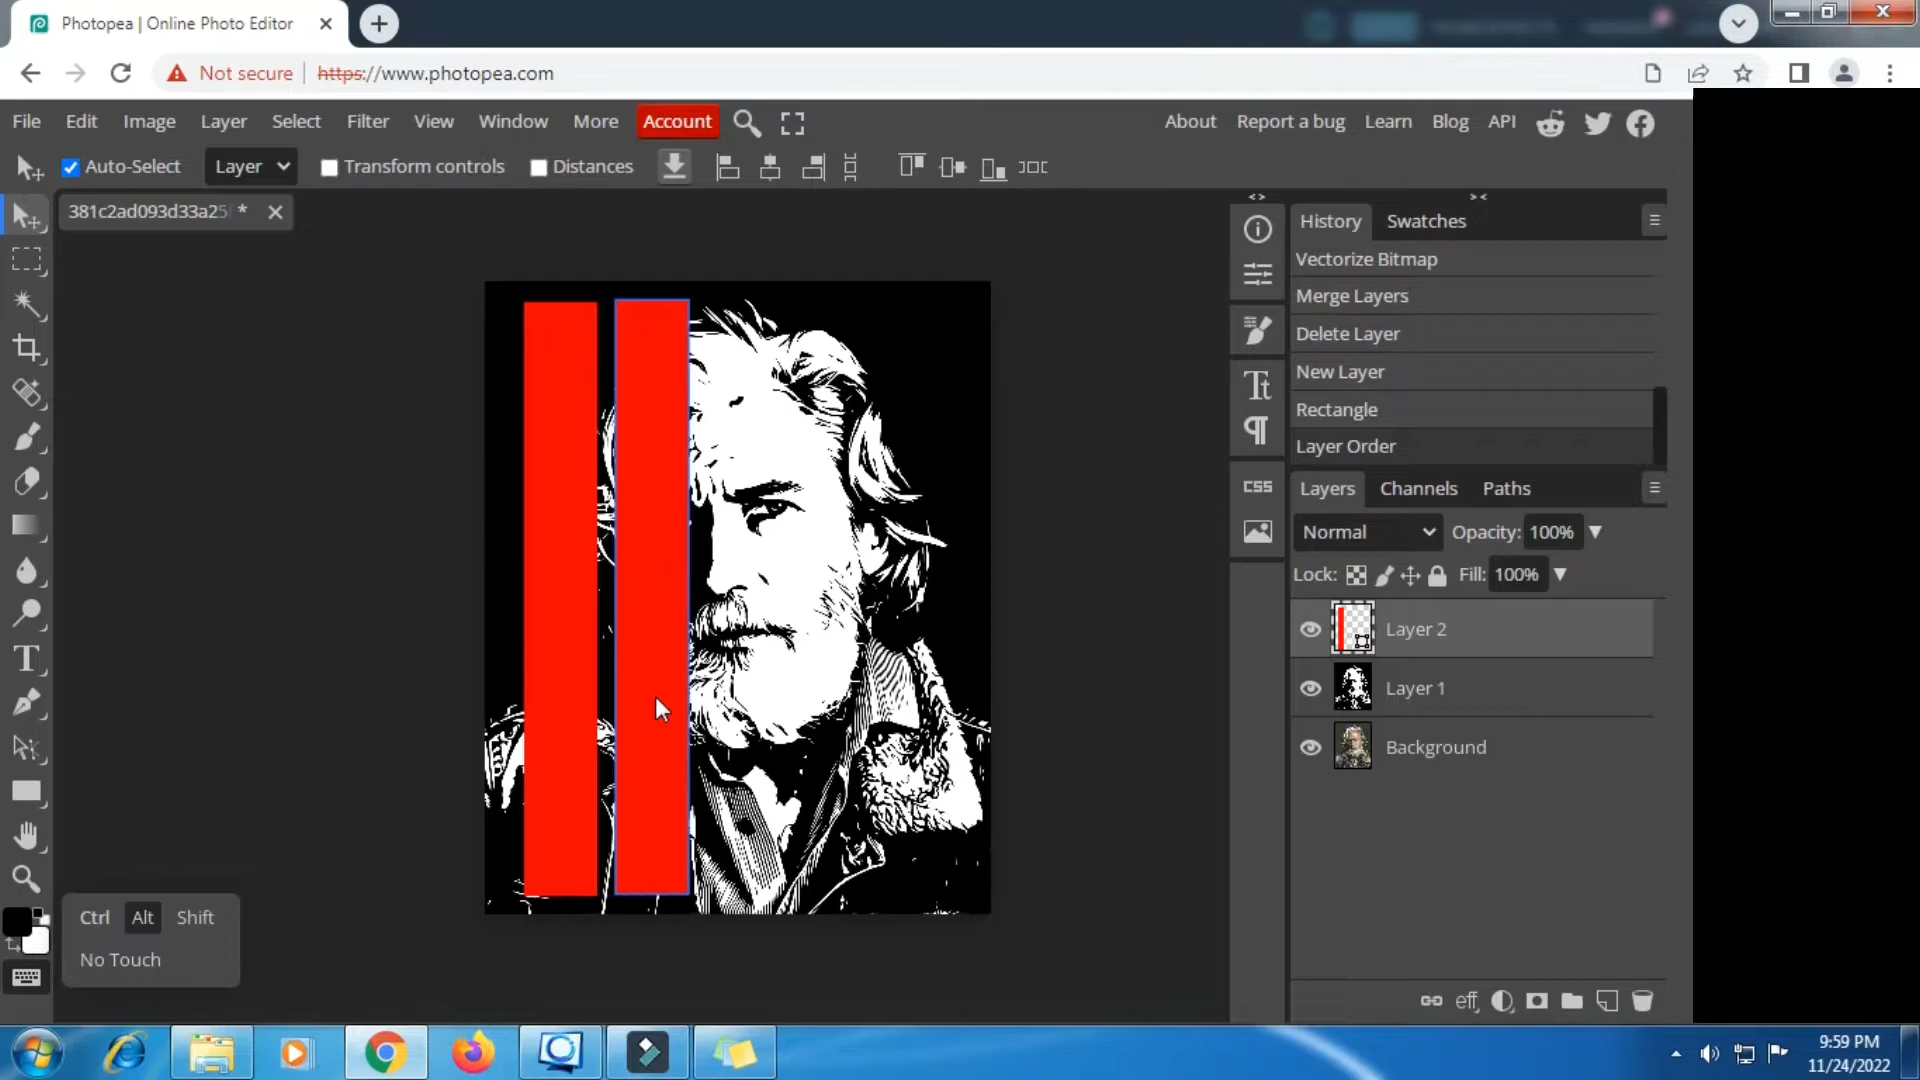 Photopea | Online Photo Editor
Not secure
https://www.photopea.com
File Edit Image Layer Select Filter View Window More Account
About Report a bug Learn Blog API
Auto-Select Layer Transform controls Distances
381c2ad093d33a25 *
History Swatches
Vectorize Bitmap
Merge Layers
Delete Layer
New Layer
Rectangle
Layer Order
CSS
Layers Channels Paths
Normal Opacity: 100%
Lock: Fill: 100%
Layer 2
Layer 1
Background
Ctrl Alt Shift
No Touch
eff
9:59 PM
11/24/2022